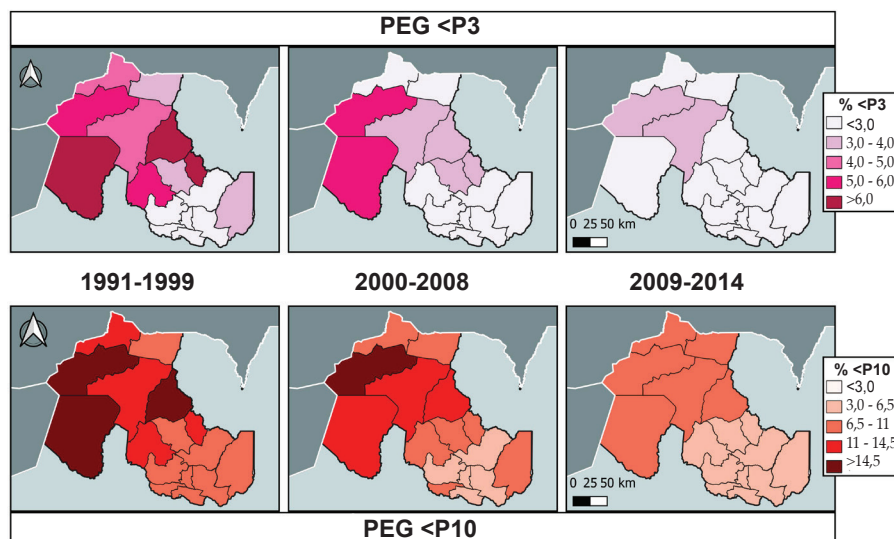 PEG <P3
% <P3
<3,0
3,0 - 4,0
4,0 - 5,0
5,0 - 6,0
>6,0
0 25 50 km
1991-1999
2000-2008
2009-2014
% <P10
<3,0
3,0 - 6,5
6,5 - 11
11 - 14,5
>14,5
0 25 50 km
PEG <P10